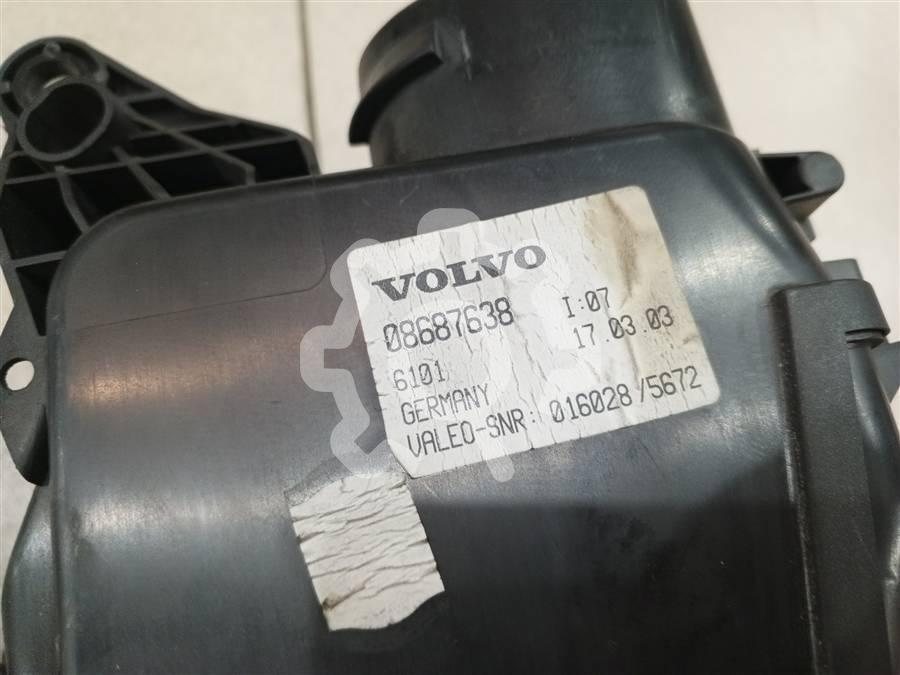 VOLVO
08687638 I:07
17.03.03
6101
GERMANY
VALEO-SNR: 016028/5672